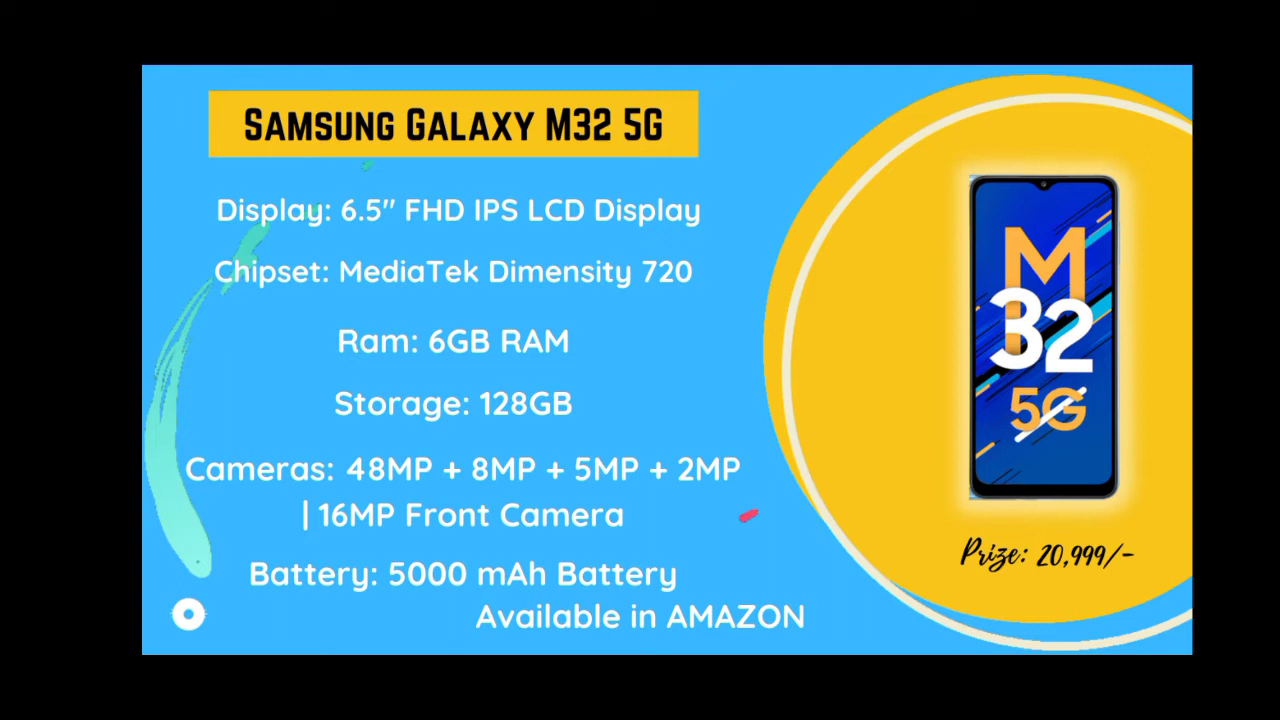 Samsung Galaxy M32 5G
Display: 6.5" FHD IPS LCD Display
Chipset: MediaTek Dimensity 720
Ram: 6GB RAM
Storage: 128GB
Cameras: 48MP + 8MP + 5MP + 2MP
| 16MP Front Camera
Battery: 5000 mAh Battery
Available in AMAZON
M
32
5G
Prize: 20,999/-